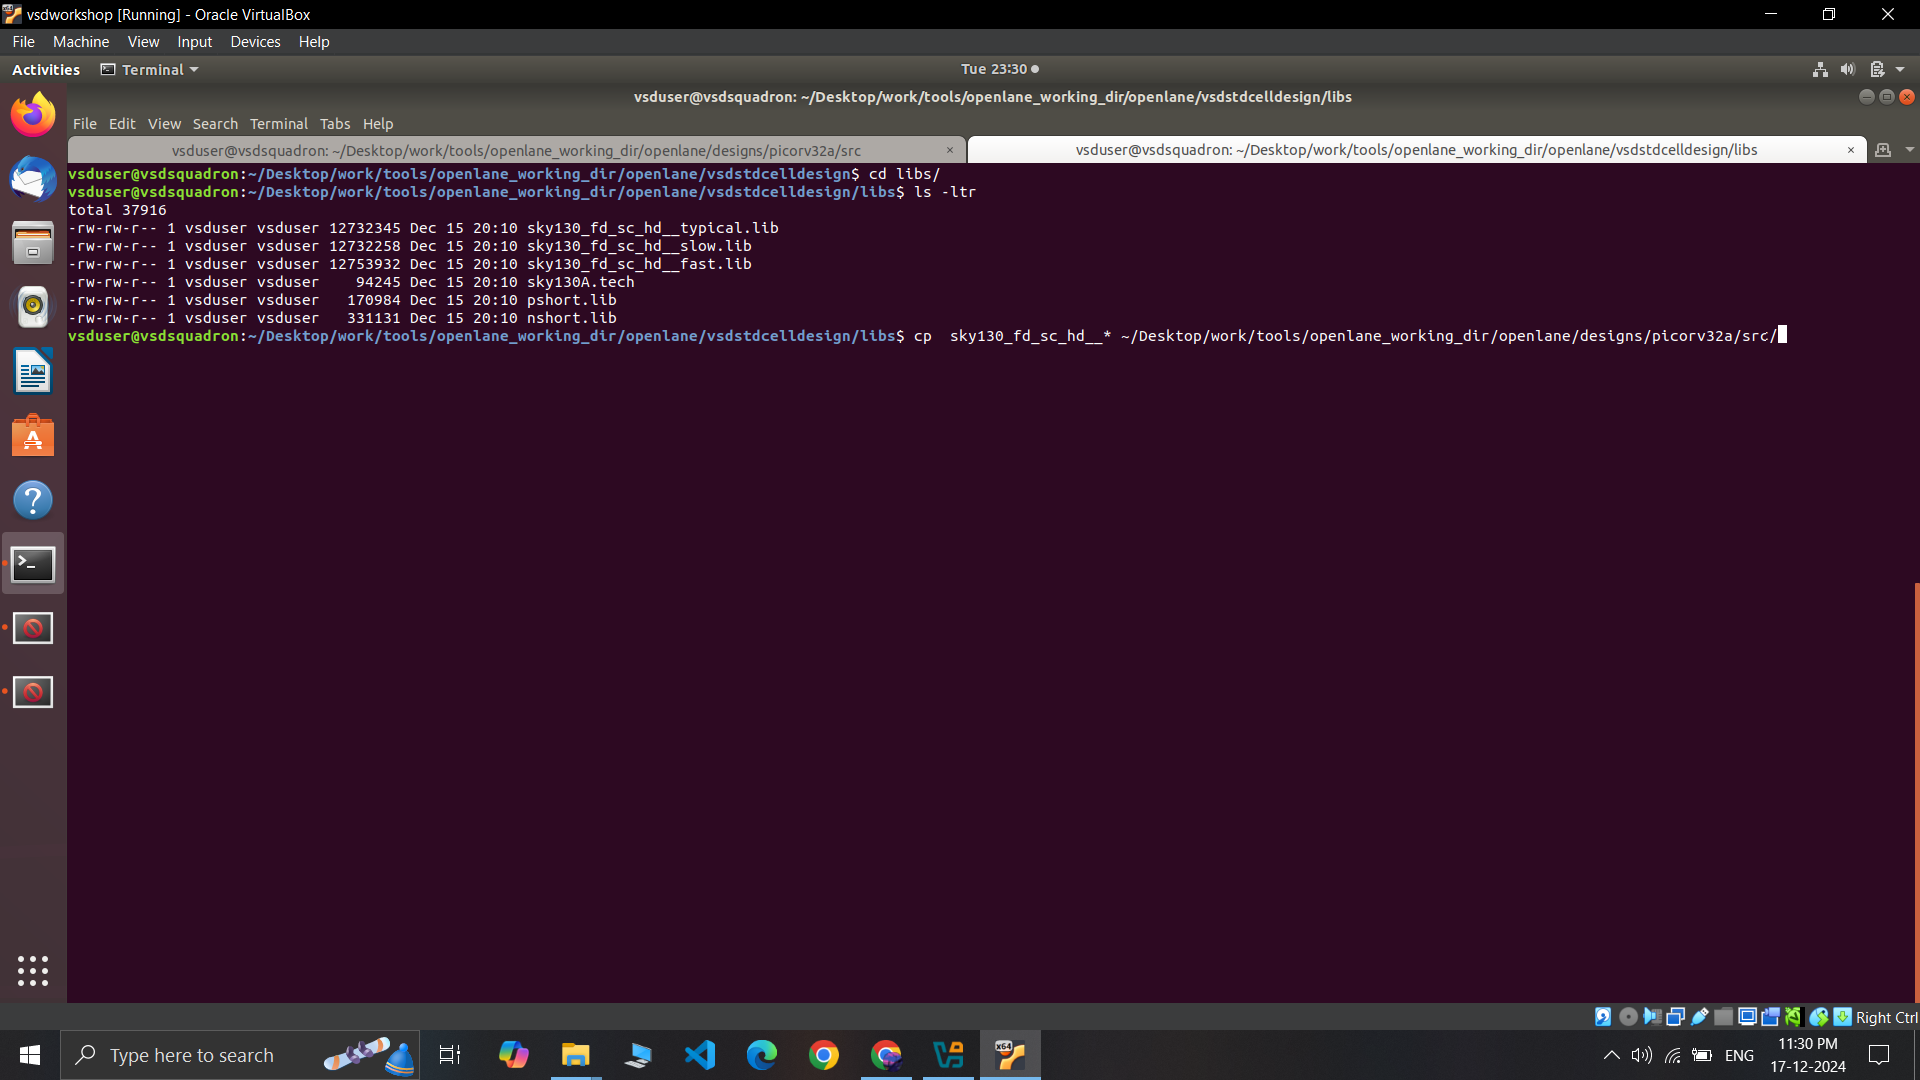 vsdworkshop [Running] - Oracle VirtualBox
File Machine View Input Devices Help
Activities Terminal Tue 23:30
vsduser@vsdsquadron: ~/Desktop/work/tools/openlane_working_dir/openlane/vsdstdcelldesign/libs
File Edit View Search Terminal Tabs Help
vsduser@vsdsquadron: ~/Desktop/work/tools/openlane_working_dir/openlane/designs/picorv32a/src × vsduser@vsdsquadron: ~/Desktop/work/tools/openlane_working_dir/openlane/vsdstdcelldesign/libs ×
vsduser@vsdsquadron:~/Desktop/work/tools/openlane_working_dir/openlane/vsdstdcelldesign$ cd libs/
vsduser@vsdsquadron:~/Desktop/work/tools/openlane_working_dir/openlane/vsdstdcelldesign/libs$ ls -ltr
total 37916
-rw-rw-r-- 1 vsduser vsduser 12732345 Dec 15 20:10 sky130_fd_sc_hd__typical.lib
-rw-rw-r-- 1 vsduser vsduser 12732258 Dec 15 20:10 sky130_fd_sc_hd__slow.lib
-rw-rw-r-- 1 vsduser vsduser 12753932 Dec 15 20:10 sky130_fd_sc_hd__fast.lib
-rw-rw-r-- 1 vsduser vsduser    94245 Dec 15 20:10 sky130A.tech
-rw-rw-r-- 1 vsduser vsduser   170984 Dec 15 20:10 pshort.lib
-rw-rw-r-- 1 vsduser vsduser   331131 Dec 15 20:10 nshort.lib
vsduser@vsdsquadron:~/Desktop/work/tools/openlane_working_dir/openlane/vsdstdcelldesign/libs$ cp  sky130_fd_sc_hd__* ~/Desktop/work/tools/openlane_working_dir/openlane/designs/picorv32a/src/
Right Ctrl
Type here to search
x64
ENG
11:30 PM
17-12-2024